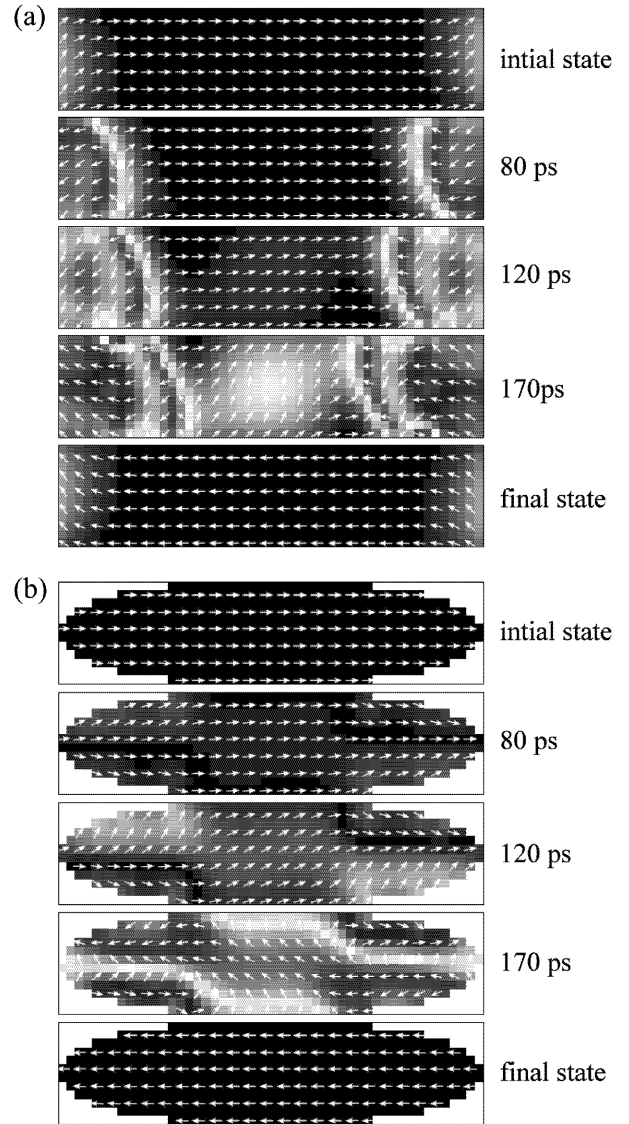 (a)
intial state
80 ps
120 ps
170ps
final state
(b)
intial state
80 ps
120 ps
170 ps
final state